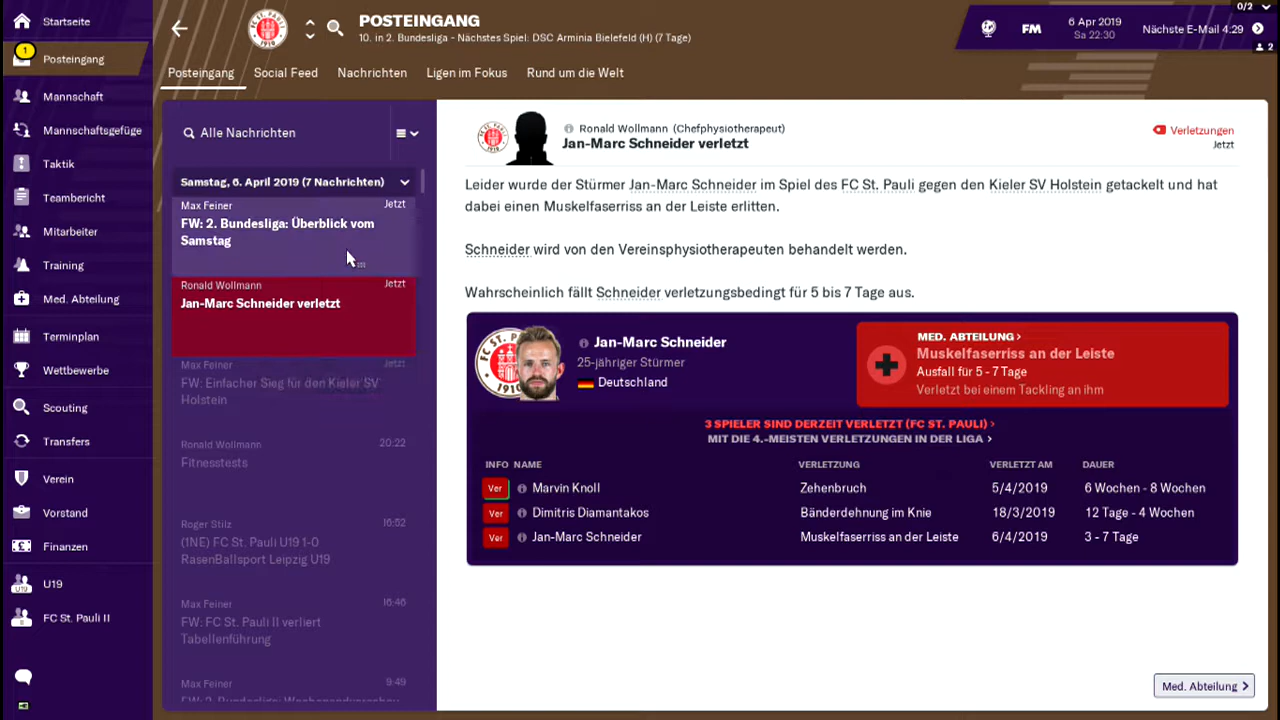 Startseite
1
Posteingang
Mannschaft
Mannschaftsgefüge
Taktik
Teambericht
Mitarbeiter
Training
Med. Abteilung
Terminplan
Wettbewerbe
Scouting
Transfers
Verein
Vorstand
Finanzen
U19
FC St. Pauli II
POSTEINGANG
10. in 2. Bundesliga - Nächstes Spiel: DSC Arminia Bielefeld (H) (7 Tage)
FM
6 Apr 2019
Sa 22:30
0/2
Nächste E-Mail 4:29
2
Posteingang Social Feed Nachrichten Ligen im Fokus Rund um die Welt
Alle Nachrichten
Samstag, 6. April 2019 (7 Nachrichten)
Max Feiner Jetzt
FW: 2. Bundesliga: Überblick vom
Samstag
Ronald Wollmann Jetzt
Jan-Marc Schneider verletzt
Max Feiner Jetzt
FW: Einfacher Sieg für den Kieler SV
Holstein
Ronald Wollmann 20:22
Fitnesstests
Roger Stilz 16:52
(1NE) FC St. Pauli U19 1-0
RasenBallsport Leipzig U19
Max Feiner 16:46
FW: FC St. Pauli II verliert
Tabellenführung
Max Feiner 9:49
FW: 2. Bundesliga: Wochenendvorschau
Ronald Wollmann (Chefphysiotherapeut)
Jan-Marc Schneider verletzt
Verletzungen
Jetzt
Leider wurde der Stürmer Jan-Marc Schneider im Spiel des FC St. Pauli gegen den Kieler SV Holstein getackelt und hat
dabei einen Muskelfaserriss an der Leiste erlitten.
Schneider wird von den Vereinsphysiotherapeuten behandelt werden.
Wahrscheinlich fällt Schneider verletzungsbedingt für 5 bis 7 Tage aus.
Jan-Marc Schneider
25-jähriger Stürmer
Deutschland
MED. ABTEILUNG >
Muskelfaserriss an der Leiste
Ausfall für 5 - 7 Tage
Verletzt bei einem Tackling an ihm
3 SPIELER SIND DERZEIT VERLETZT (FC ST. PAULI) >
MIT DIE 4.-MEISTEN VERLETZUNGEN IN DER LIGA >
INFO NAME VERLETZUNG VERLETZT AM DAUER
Ver Marvin Knoll Zehenbruch 5/4/2019 6 Wochen - 8 Wochen
Ver Dimitris Diamantakos Bänderdehnung im Knie 18/3/2019 12 Tage - 4 Wochen
Ver Jan-Marc Schneider Muskelfaserriss an der Leiste 6/4/2019 3 - 7 Tage
Med. Abteilung >